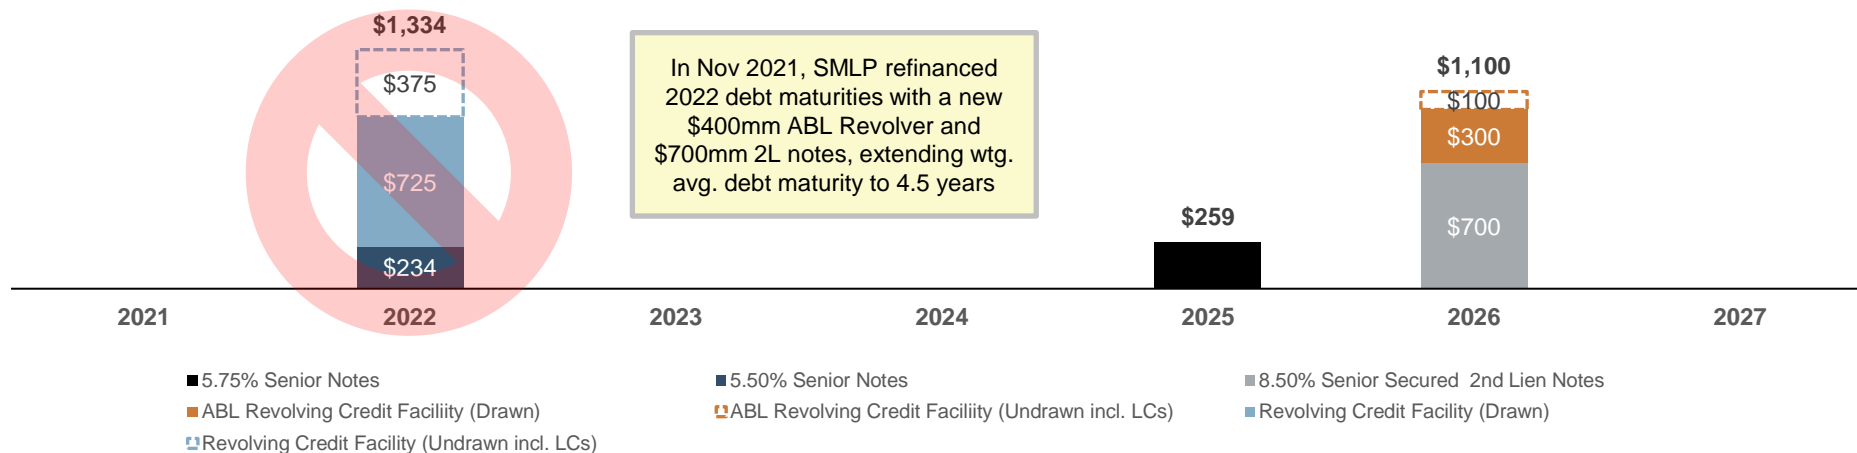 $1,334
$375
$725
$234
In Nov 2021, SMLP refinanced
2022 debt maturities with a new
$400mm ABL Revolver and
$700mm 2L notes, extending wtg.
avg. debt maturity to 4.5 years
$259
$1,100
$100
$300
$700
2021 2022 2023 2024 2025 2026 2027
5.75% Senior Notes 5.50% Senior Notes 8.50% Senior Secured 2nd Lien Notes
ABL Revolving Credit Faciliity (Drawn) ABL Revolving Credit Faciliity (Undrawn incl. LCs) Revolving Credit Facility (Drawn)
Revolving Credit Facility (Undrawn incl. LCs)